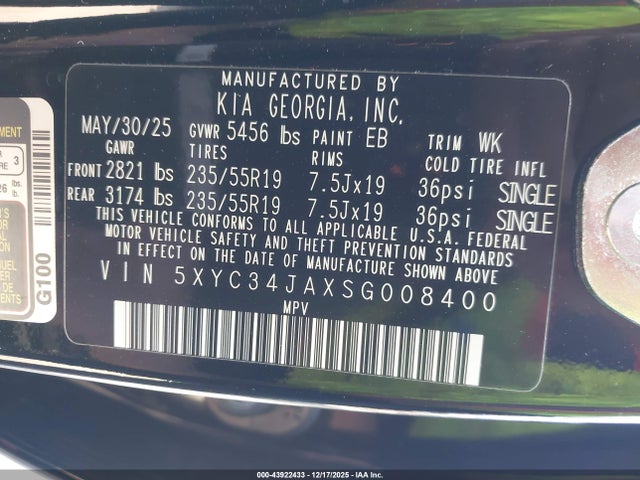 MANUFACTURED BY
KIA GEORGIA, INC.
MAY/30/25 GVWR 5456 lbs PAINT EB TRIM WK
GAWR TIRES RIMS COLD TIRE INFL
FRONT 2821 lbs 235/55R19 7.5Jx19 36psi SINGLE
REAR 3174 lbs 235/55R19 7.5Jx19 36psi SINGLE
THIS VEHICLE CONFORMS TO ALL APPLICABLE U.S.A. FEDERAL
MOTOR VEHICLE SAFETY AND THEFT PREVENTION STANDARDS
IN EFFECT ON THE DATE OF MANUFACTURE SHOWN ABOVE.
VIN 5XYC34JAXSG008400
MPV
G100
3
000-43922433 - 12/17/2025 - IAA Inc.